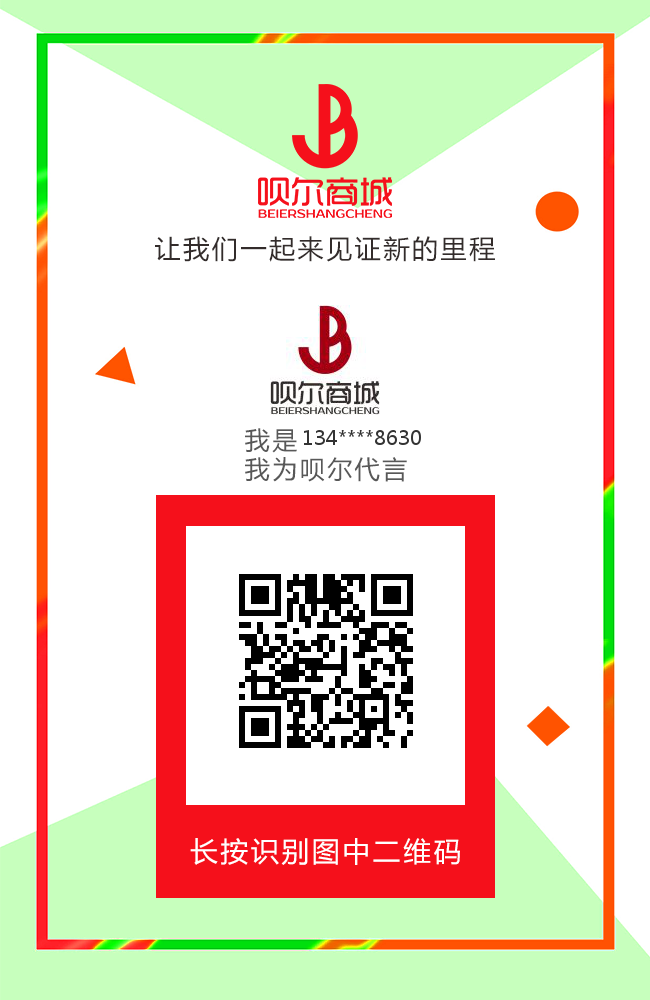 呗尔商城
BEIERSHANGCHENG
让我们一起来见证新的里程
呗尔商城
BEIERSHANGCHENG
我是 134****8630
我为呗尔代言
长按识别图中二维码